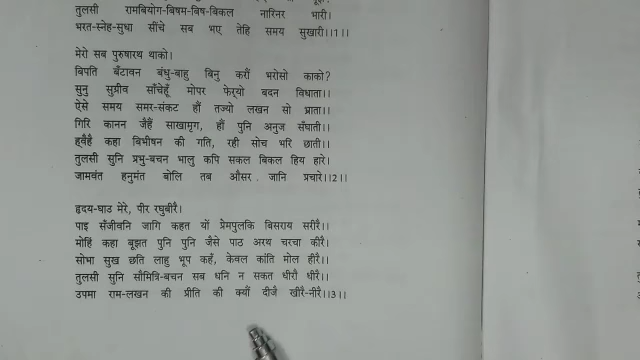 तुलसी रामबियोग-बिषम-बिष-बिकल नारिनर भारी।
भरत-स्नेह-सुधा सींचे सब भए तेहि समय सुखारी।।1।।
मेरो सब पुरुषारथ थाको।
बिपति बँटावन बंधु-बाहु बिनु करौं भरोसो काको?
सुनु सुग्रीव साँचेहूँ मोपर फेर्‌यो बदन विधाता।।
ऐसे समय समर-संकट हौं तज्यो लखन सो भ्राता।।
गिरि कानन जैहैं साखामृग, हौं पुनि अनुज सँघाती।।
ह्वैहै कहा बिभीषन की गति, रही सोच भरि छाती।।
तुलसी सुनि प्रभु-बचन भालु कपि सकल बिकल हिय हारे।
जामवंत हनुमंत बोलि तब औसर जानि प्रचारे।।2।।
हृदय-घाउ मेरे, पीर रघुबीरै।
पाइ सँजीवनि जागि कहत यों प्रेमपुलकि बिसराय सरीरै।।
मोहिं कहा बूझत पुनि पुनि जैसे पाठ अरथ चरचा कीरै।
सोभा सुख छति लाहु भूप कहँ, केवल कांति मोल हीरै।।
तुलसी सुनि सौमित्रि-बचन सब धनि न सकत धीरौ धीरै।।
उपमा राम-लखन की प्रीति की क्यौं दीजै खीरै-नीरै।।3।।